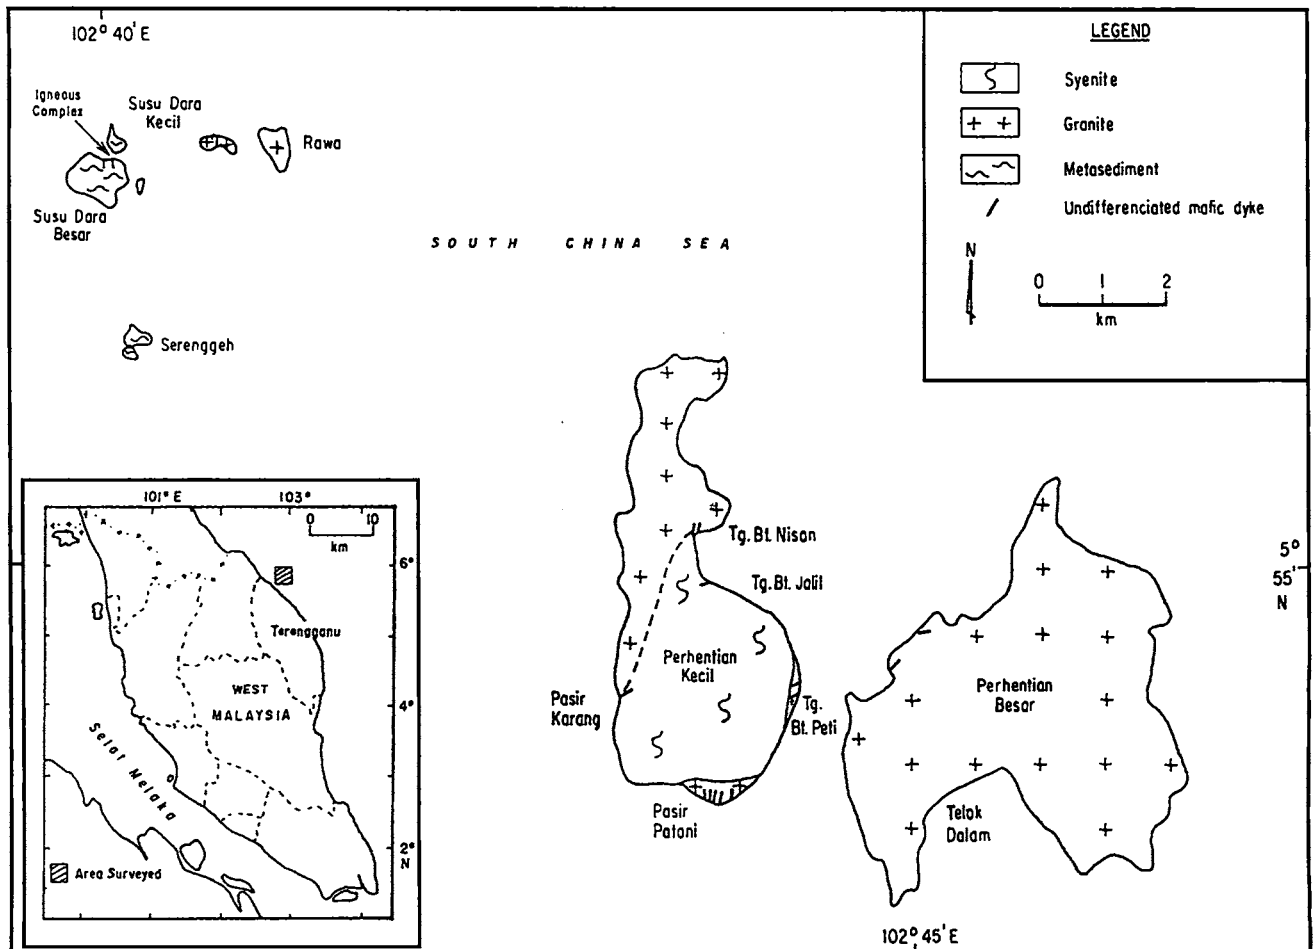 102° 40' E
Igneous
Complex
Susu Dara
Kecil
Rawa
Susu Dara
Besar
SOUTH CHINA SEA
Serenggeh
LEGEND
Syenite
+ + Granite
Metasediment
Undifferenciated mafic dyke
N
0 1 2
km
Tg. Bt. Nisan
Tg. Bt. Jalil
Perhentian
Kecil
Pasir
Karang
Tg.
Bt. Peti
Pasir
Patani
Perhentian
Besar
Telok
Dalam
5°
55'
N
102° 45' E
101° E 103°
0 10
km
6°
Terengganu
WEST
MALAYSIA
4°
Selat Melaka
2°
N
Area Surveyed